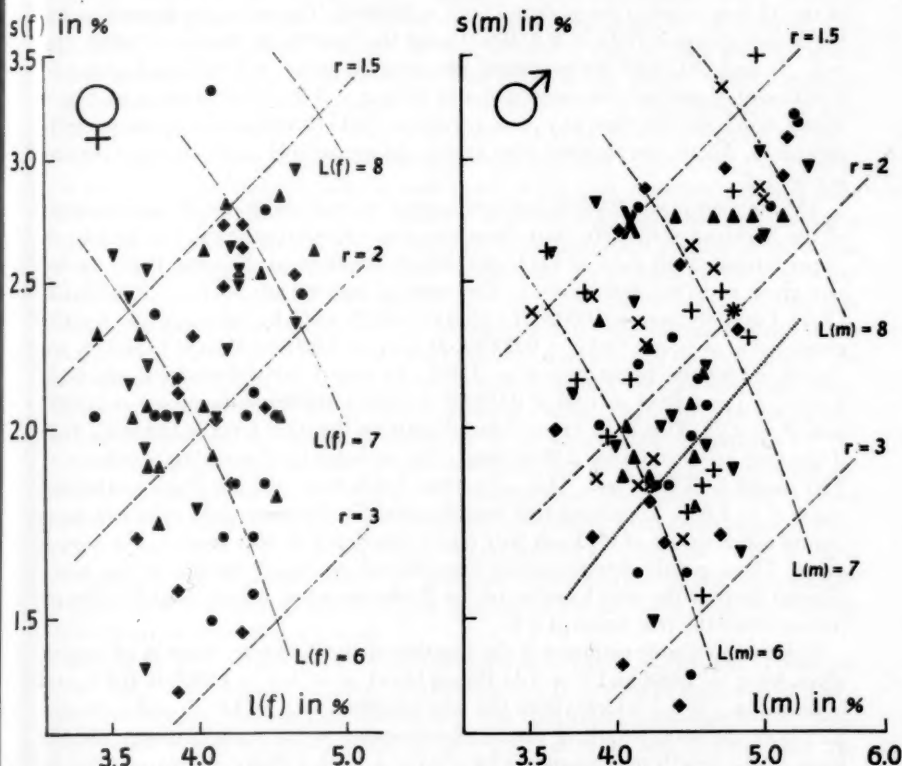 s(f) in %
3.5
3.0
2.5
2.0
1.5
r = 1.5
L(f) = 8
r = 2
L(f) = 7
r = 3
L(f) = 6
l(f) in %
3.5 4.0 5.0
s(m) in %
r = 1.5
r = 2
L(m) = 8
r = 3
L(m) = 7
L(m) = 6
l(m) in %
3.5 4.0 5.0 6.0